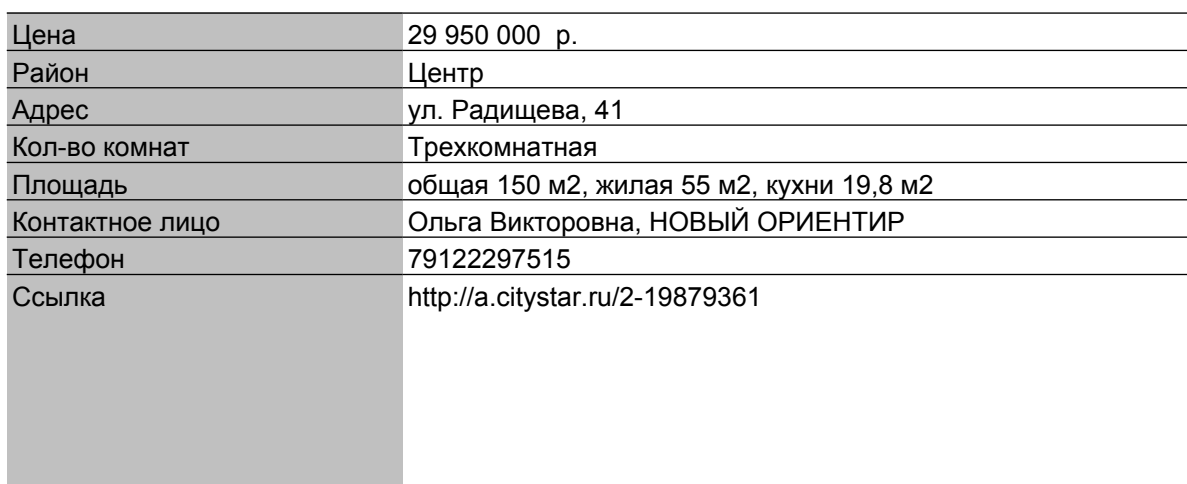 Цена 29 950 000 р.
Район Центр
Адрес ул. Радищева, 41
Кол-во комнат Трехкомнатная
Площадь общая 150 м2, жилая 55 м2, кухни 19,8 м2
Контактное лицо Ольга Викторовна, НОВЫЙ ОРИЕНТИР
Телефон 79122297515
Ссылка http://a.citystar.ru/2-19879361